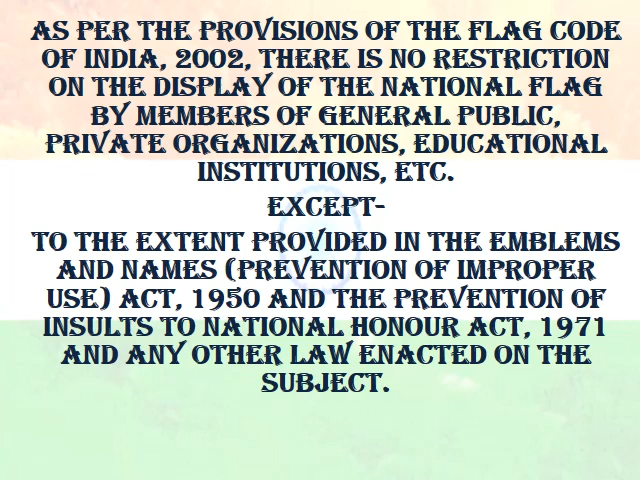 AS PER THE PROVISIONS OF THE FLAG CODE
OF INDIA, 2002, THERE IS NO RESTRICTION
ON THE DISPLAY OF THE NATIONAL FLAG
BY MEMBERS OF GENERAL PUBLIC,
PRIVATE ORGANIZATIONS, EDUCATIONAL
INSTITUTIONS, ETC.
EXCEPT-
TO THE EXTENT PROVIDED IN THE EMBLEMS
AND NAMES (PREVENTION OF IMPROPER
USE) ACT, 1950 AND THE PREVENTION OF
INSULTS TO NATIONAL HONOUR ACT, 1971
AND ANY OTHER LAW ENACTED ON THE
SUBJECT.